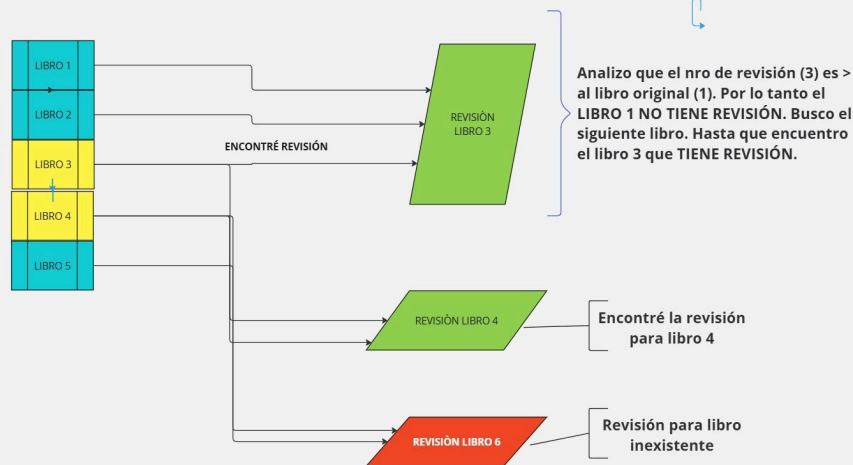 LIBRO 1
LIBRO 2
LIBRO 3
LIBRO 4
LIBRO 5
ENCONTRÉ REVISIÓN
REVISIÒN
LIBRO 3
Analizo que el nro de revisión (3) es >
al libro original (1). Por lo tanto el
LIBRO 1 NO TIENE REVISIÓN. Busco el
siguiente libro. Hasta que encuentro
el libro 3 que TIENE REVISIÓN.
REVISIÒN LIBRO 4
Encontré la revisión
para libro 4
REVISIÒN LIBRO 6
Revisión para libro
inexistente